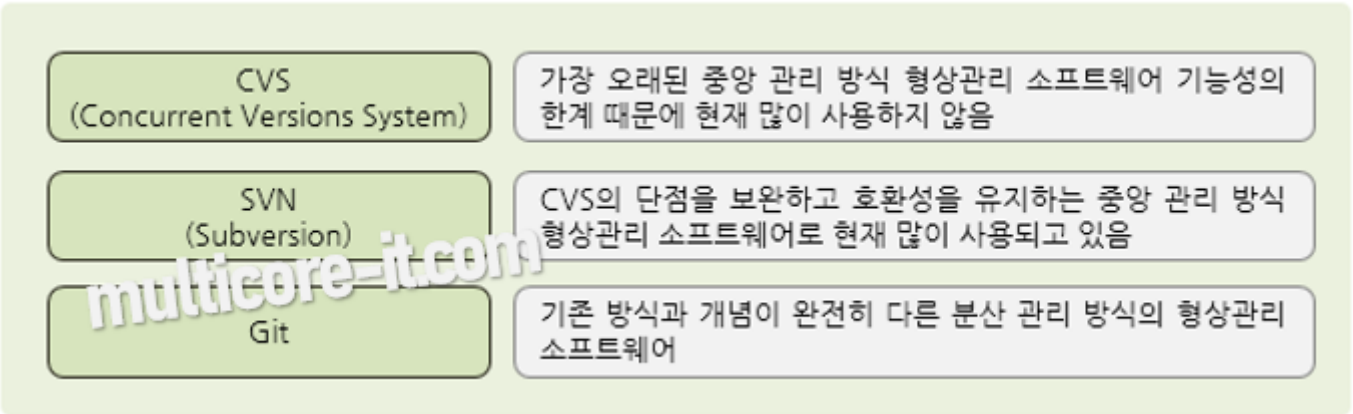 CVS
(Concurrent Versions System)
가장 오래된 중앙 관리 방식 형상관리 소프트웨어 기능성의
한계 때문에 현재 많이 사용하지 않음
SVN
(Subversion)
CVS의 단점을 보완하고 호환성을 유지하는 중앙 관리 방식
형상관리 소프트웨어로 현재 많이 사용되고 있음
multicore-it.com
Git
기존 방식과 개념이 완전히 다른 분산 관리 방식의 형상관리
소프트웨어